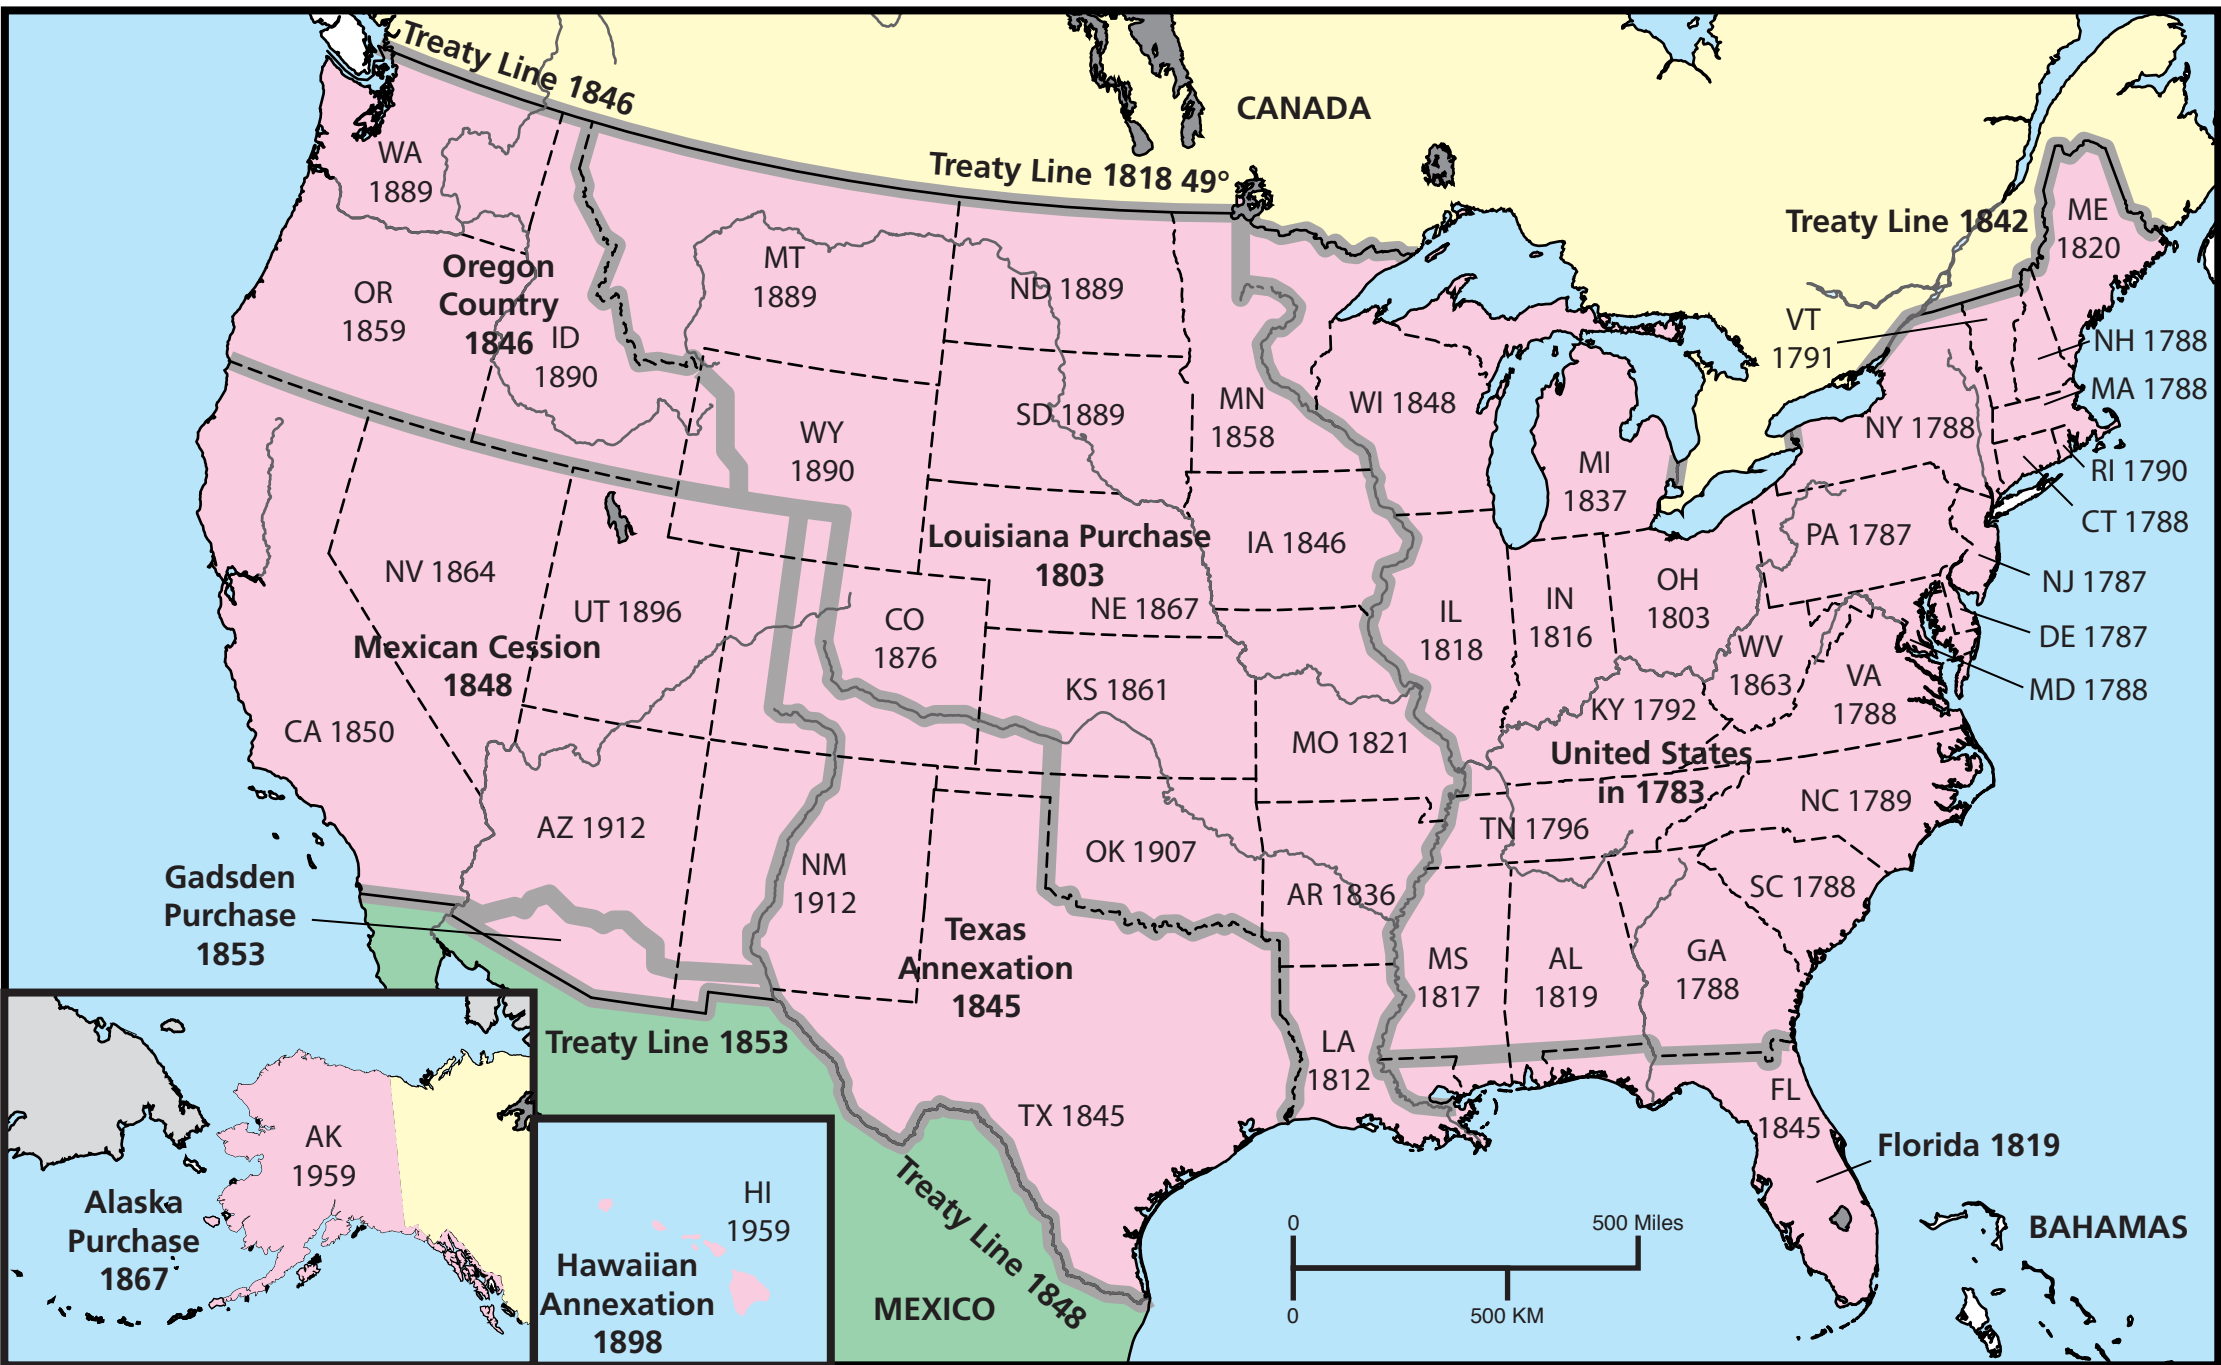 Treaty Line 1846
CANADA
Treaty Line 1818 49°
Treaty Line 1842
WA
1889
OR
1859
Oregon
Country
1846
ID
1890
MT
1889
ND 1889
SD 1889
WY
1890
MN
1858
WI 1848
MI
1837
VT
1791
ME
1820
NH 1788
MA 1788
NY 1788
RI 1790
CT 1788
PA 1787
NJ 1787
DE 1787
MD 1788
NV 1864
UT 1896
Mexican Cession
1848
CA 1850
Louisiana Purchase
1803
NE 1867
CO
1876
KS 1861
IA 1846
MO 1821
IL
1818
IN
1816
OH
1803
WV
1863
VA
1788
KY 1792
United States
in 1783
TN 1796
NC 1789
SC 1788
AZ 1912
NM
1912
OK 1907
AR 1836
Texas
Annexation
1845
MS
1817
AL
1819
GA
1788
LA
1812
TX 1845
FL
1845
Florida 1819
Gadsden
Purchase
1853
Treaty Line 1853
Treaty Line 1848
MEXICO
BAHAMAS
AK
1959
Alaska
Purchase
1867
HI
1959
Hawaiian
Annexation
1898
0
500 Miles
0
500 KM